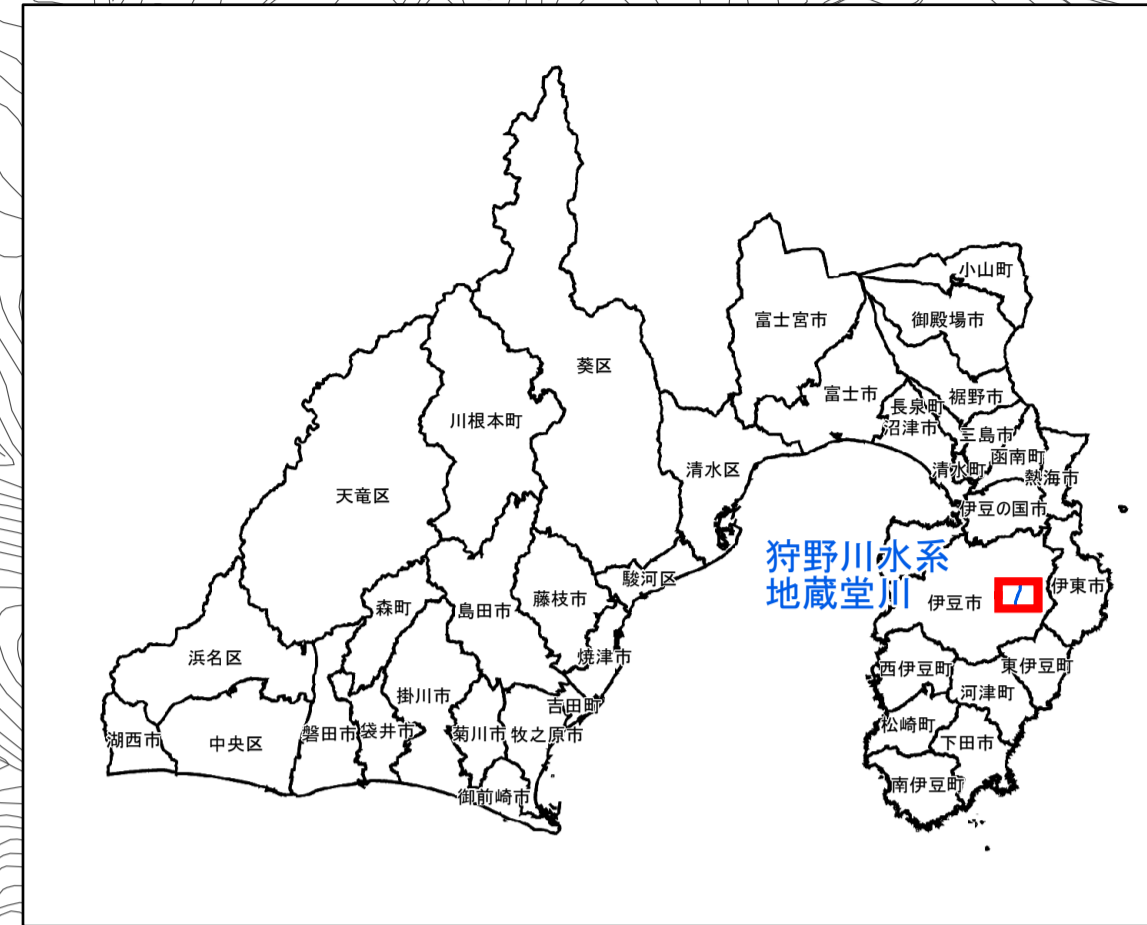 小山町
富士宮市
御殿場市
葵区
富士市
裾野市
長泉町
川根本町
沼津市
三島市
函南町
清水区
清水町
熱海市
天竜区
伊豆の国市
狩野川水系
地蔵堂川
駿河区
伊豆市
伊東市
森町
島田市
藤枝市
浜名区
焼津市
西伊豆町
東伊豆町
掛川市
河津町
吉田町
湖西市
中央区
磐田市
袋井市
菊川市
牧之原市
松崎町
下田市
南伊豆町
御前崎市